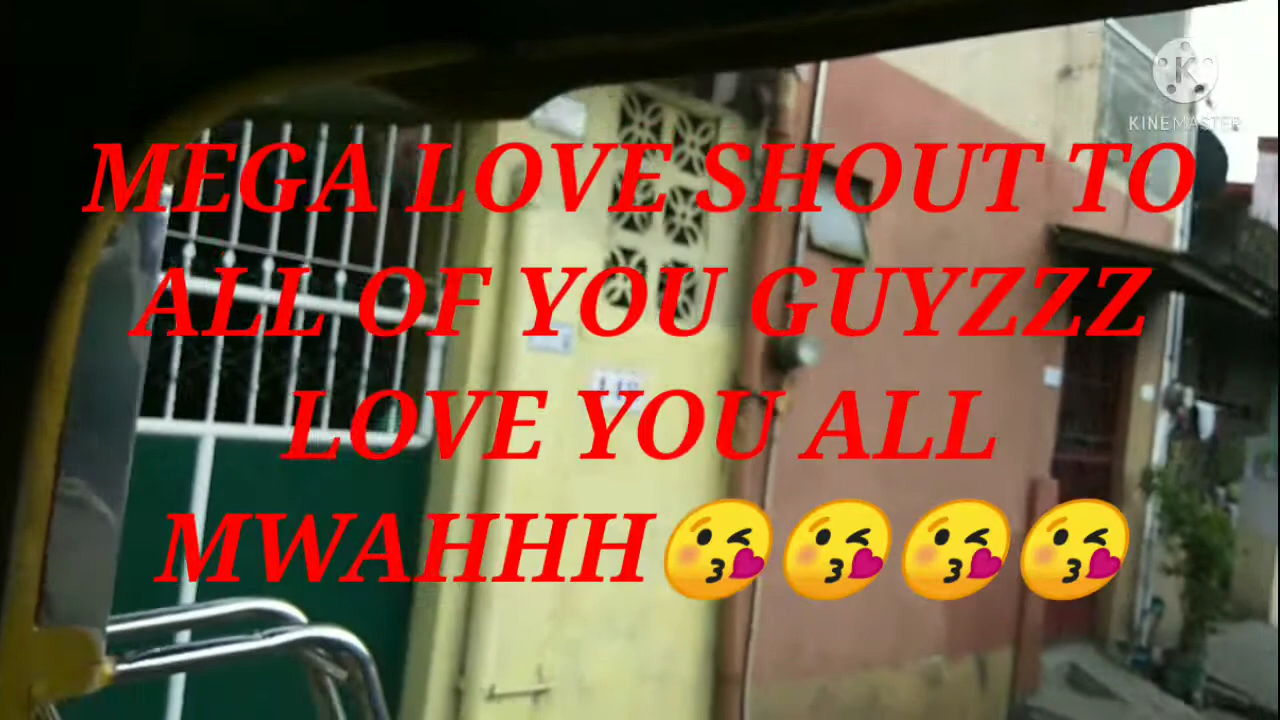 KINEMASTER
MEGA LOVE SHOUT TO
ALL OF YOU GUYZZZ
LOVE YOU ALL
MWAHHH😘😘😘😘